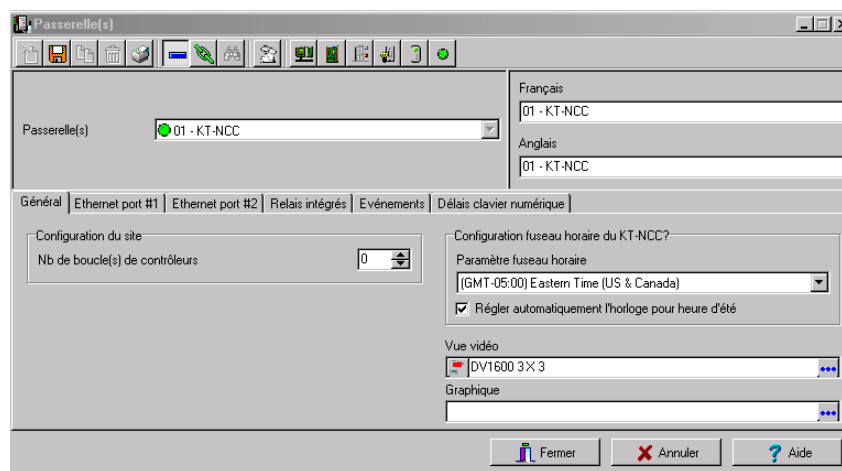 Passerelle(s)
Passerelle(s)
01 - KT-NCC
Français
01 - KT-NCC
Anglais
01 - KT-NCC
Général
Ethernet port #1
Ethernet port #2
Relais intégrés
Evénements
Délais clavier numérique
Configuration du site
Nb de boucle(s) de contrôleurs
0
Configuration fuseau horaire du KT-NCC?
Paramètre fuseau horaire
(GMT-05:00) Eastern Time (US & Canada)
Régler automatiquement l'horloge pour heure d'été
Vue vidéo
DV1600 3 X 3
Graphique
Fermer
Annuler
? Aide